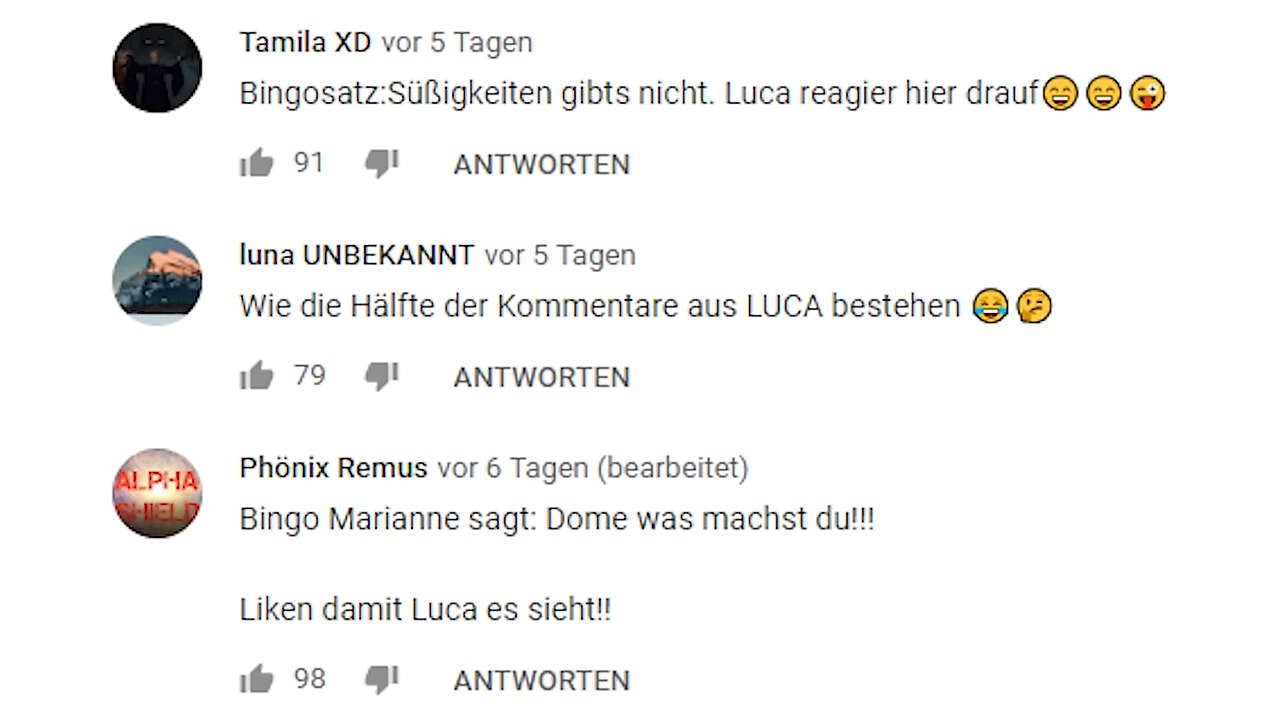 Tamila XD vor 5 Tagen
Bingosatz:Süßigkeiten gibts nicht. Luca reagier hier drauf😄😄😜
91 ANTWORTEN
luna UNBEKANNT vor 5 Tagen
Wie die Hälfte der Kommentare aus LUCA bestehen 😂🤔
79 ANTWORTEN
ALPHA
SHIELD
Phönix Remus vor 6 Tagen (bearbeitet)
Bingo Marianne sagt: Dome was machst du!!!
Liken damit Luca es sieht!!
98 ANTWORTEN